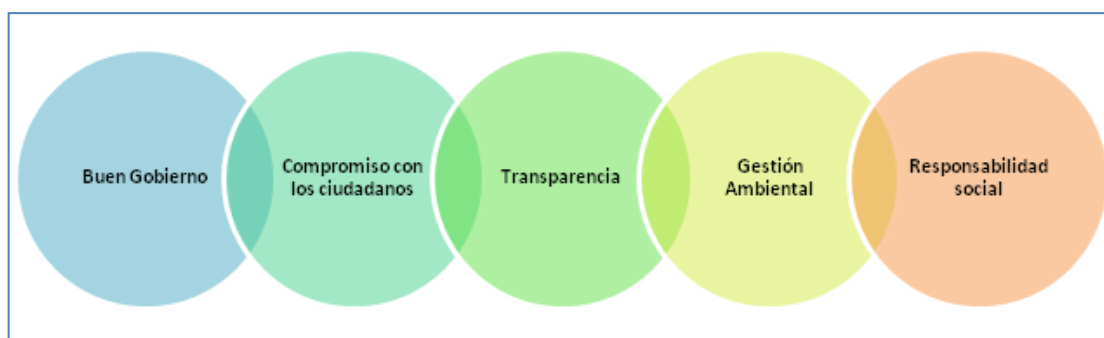 Buen Gobierno
Compromiso con
los ciudadanos
Transparencia
Gestión
Ambiental
Responsabilidad
social